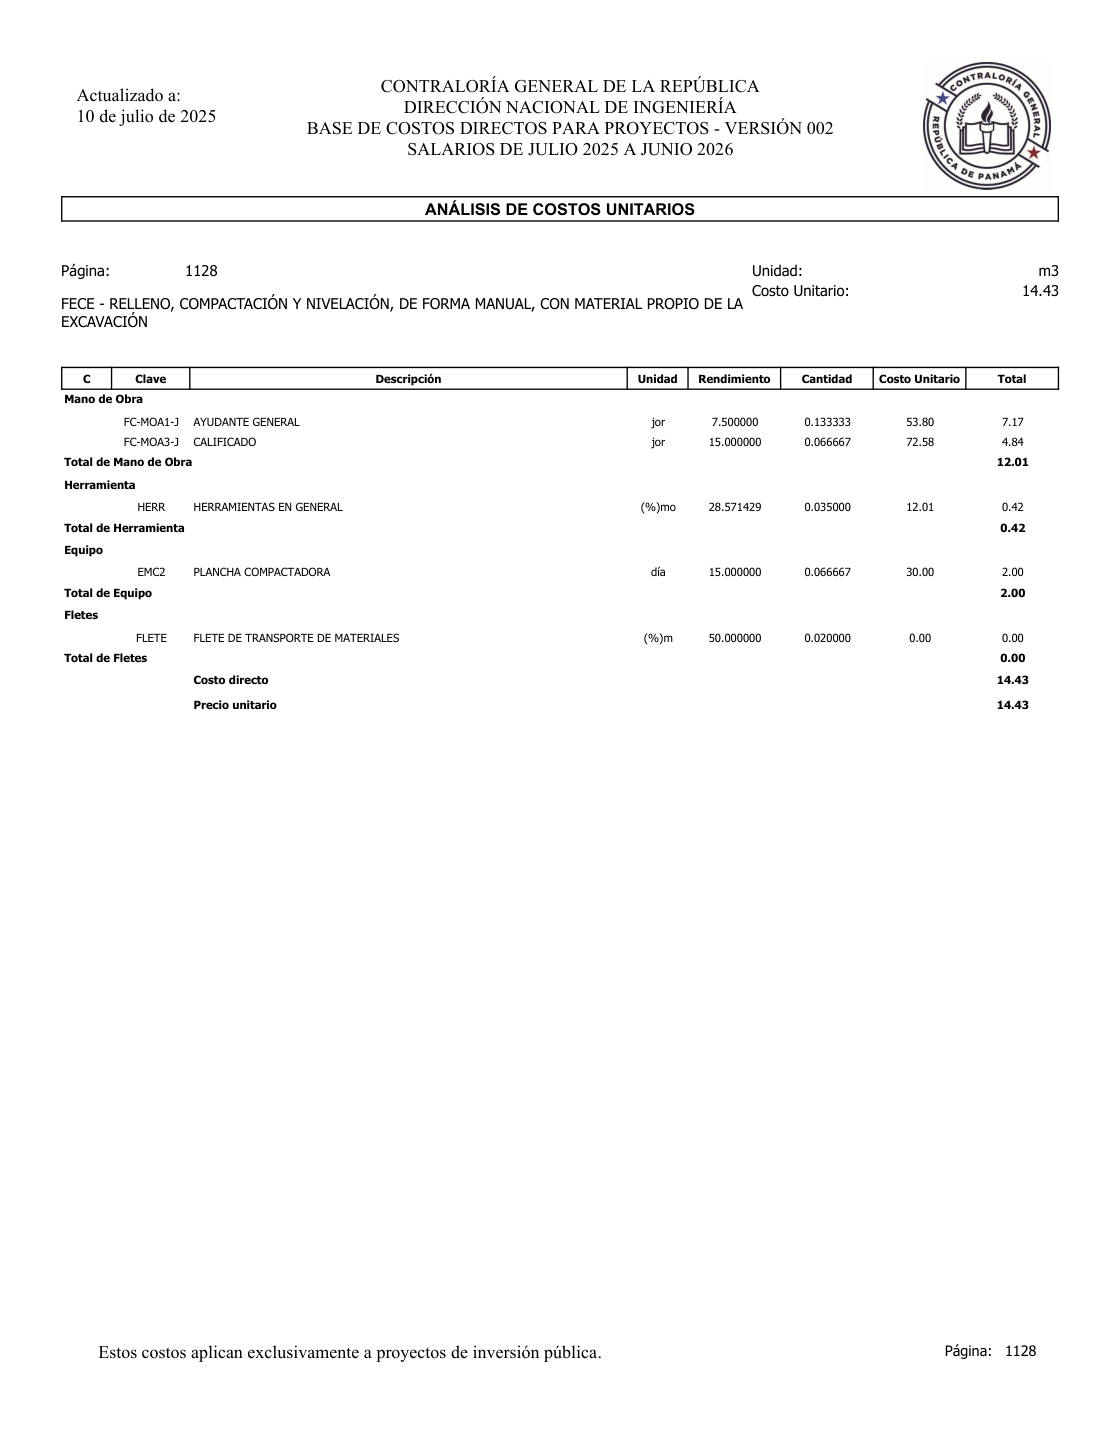 Actualizado a:
10 de julio de 2025
CONTRALORÍA GENERAL DE LA REPÚBLICA
DIRECCIÓN NACIONAL DE INGENIERÍA
BASE DE COSTOS DIRECTOS PARA PROYECTOS - VERSIÓN 002
SALARIOS DE JULIO 2025 A JUNIO 2026
CONTRALORÍA GENERAL
REPÚBLICA DE PANAMÁ
ANÁLISIS DE COSTOS UNITARIOS
Página: 1128
Unidad: m3
Costo Unitario: 14.43
FECE - RELLENO, COMPACTACIÓN Y NIVELACIÓN, DE FORMA MANUAL, CON MATERIAL PROPIO DE LA
EXCAVACIÓN
C Clave Descripción Unidad Rendimiento Cantidad Costo Unitario Total
Mano de Obra
FC-MOA1-J AYUDANTE GENERAL jor 7.500000 0.133333 53.80 7.17
FC-MOA3-J CALIFICADO jor 15.000000 0.066667 72.58 4.84
Total de Mano de Obra 12.01
Herramienta
HERR HERRAMIENTAS EN GENERAL (%)mo 28.571429 0.035000 12.01 0.42
Total de Herramienta 0.42
Equipo
EMC2 PLANCHA COMPACTADORA día 15.000000 0.066667 30.00 2.00
Total de Equipo 2.00
Fletes
FLETE FLETE DE TRANSPORTE DE MATERIALES (%)m 50.000000 0.020000 0.00 0.00
Total de Fletes 0.00
Costo directo 14.43
Precio unitario 14.43
Estos costos aplican exclusivamente a proyectos de inversión pública.
Página: 1128